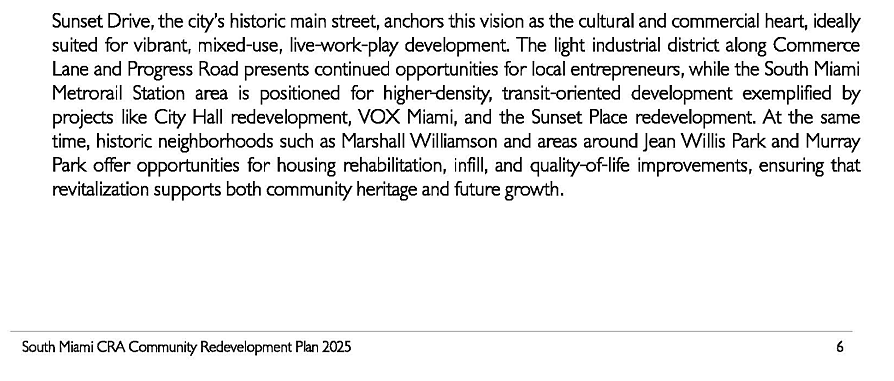 Sunset Drive, the city's historic main street, anchors this vision as the cultural and commercial heart, ideally
suited for vibrant, mixed-use, live-work-play development. The light industrial district along Commerce
Lane and Progress Road presents continued opportunities for local entrepreneurs, while the South Miami
Metrorail Station area is positioned for higher-density, transit-oriented development exemplified by
projects like City Hall redevelopment, VOX Miami, and the Sunset Place redevelopment. At the same
time, historic neighborhoods such as Marshall Williamson and areas around Jean Willis Park and Murray
Park offer opportunities for housing rehabilitation, infill, and quality-of-life improvements, ensuring that
revitalization supports both community heritage and future growth.
South Miami CRA Community Redevelopment Plan 2025 6